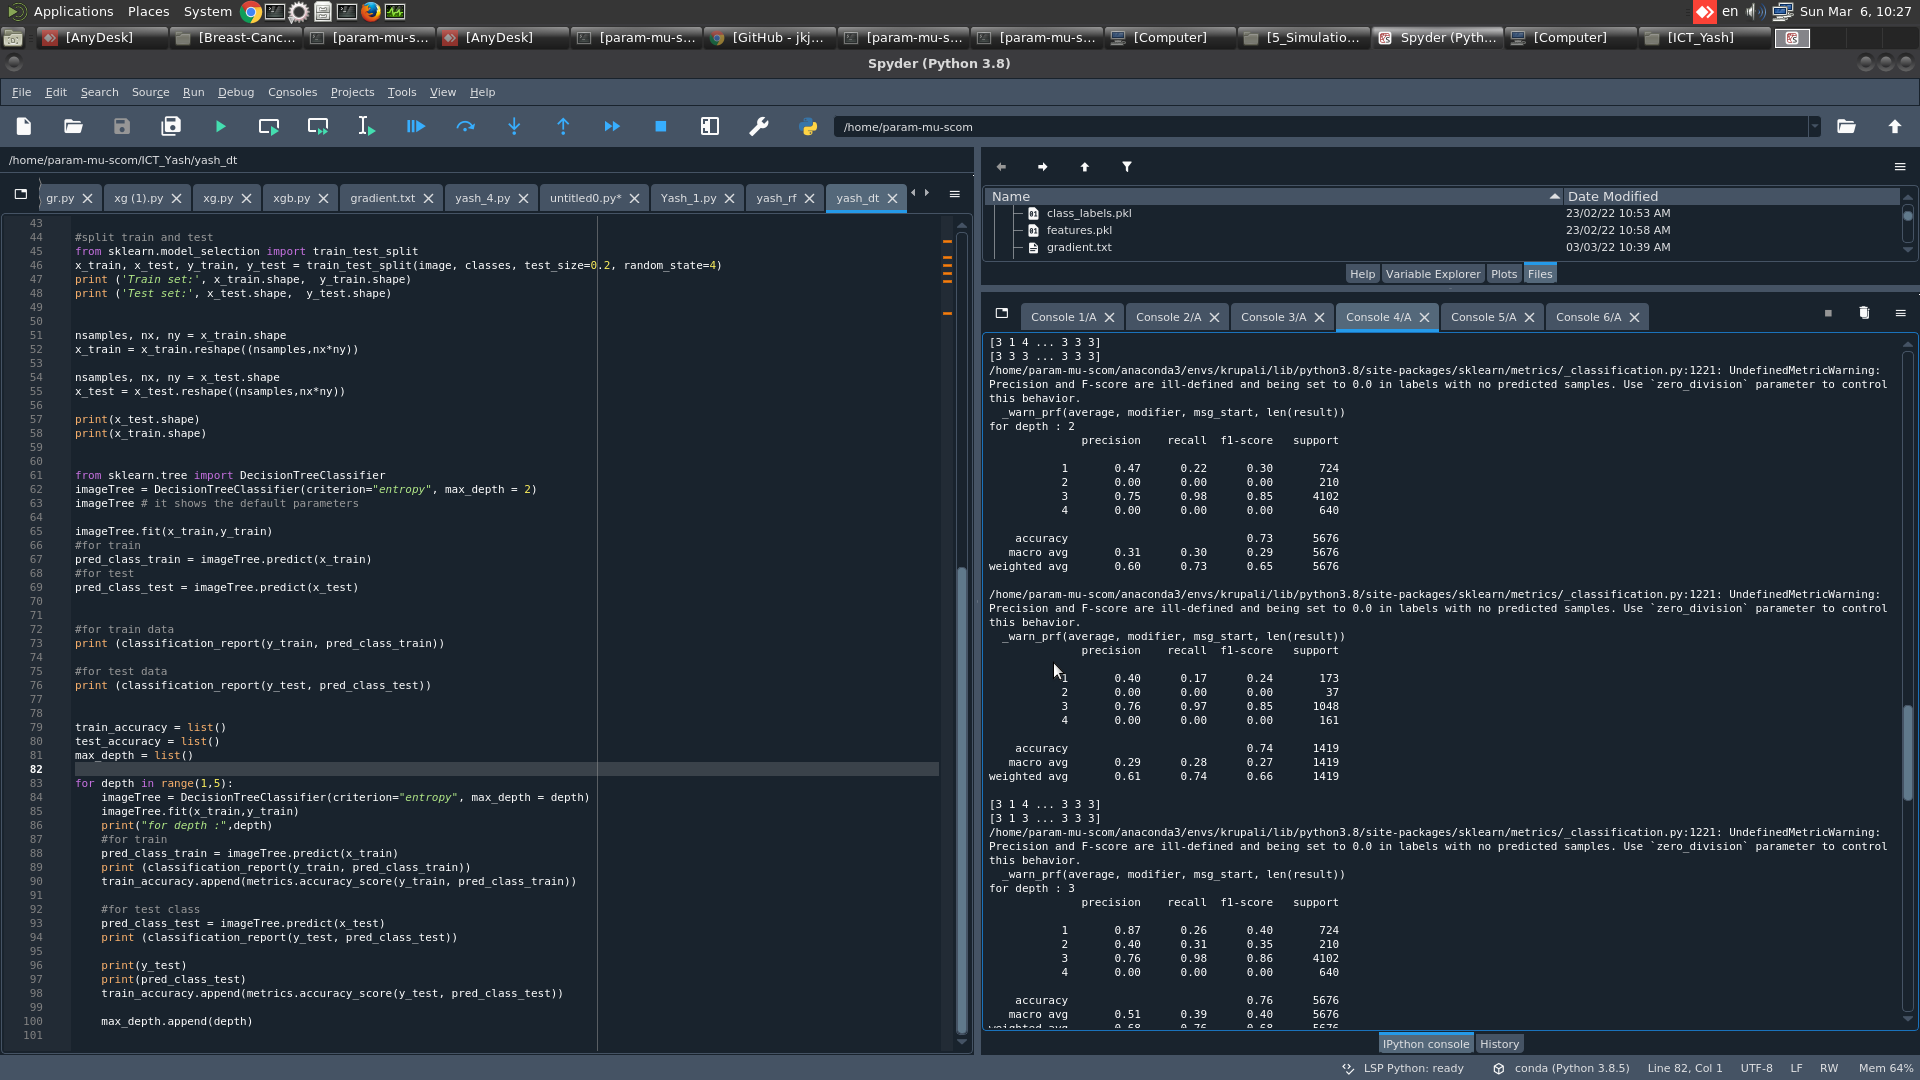 Applications Places System en Sun Mar 6, 10:27
[AnyDesk] [Breast-Canc... [param-mu-s... [AnyDesk] [param-mu-s... [GitHub - jkj... [param-mu-s... [param-mu-s... [Computer] [5_Simulatio... Spyder (Pyth... [Computer] [ICT_Yash]
Spyder (Python 3.8)
File Edit Search Source Run Debug Consoles Projects Tools View Help
/home/param-mu-scom
/home/param-mu-scom/ICT_Yash/yash_dt
gr.py xg (1).py xg.py xgb.py gradient.txt yash_4.py untitled0.py* Yash_1.py yash_rf yash_dt
43
44 #split train and test
45 from sklearn.model_selection import train_test_split
46 x_train, x_test, y_train, y_test = train_test_split(image, classes, test_size=0.2, random_state=4)
47 print ('Train set:', x_train.shape,  y_train.shape)
48 print ('Test set:', x_test.shape,  y_test.shape)
49
50
51 nsamples, nx, ny = x_train.shape
52 x_train = x_train.reshape((nsamples,nx*ny))
53
54 nsamples, nx, ny = x_test.shape
55 x_test = x_test.reshape((nsamples,nx*ny))
56
57 print(x_test.shape)
58 print(x_train.shape)
59
60
61 from sklearn.tree import DecisionTreeClassifier
62 imageTree = DecisionTreeClassifier(criterion="entropy", max_depth = 2)
63 imageTree # it shows the default parameters
64
65 imageTree.fit(x_train,y_train)
66 #for train
67 pred_class_train = imageTree.predict(x_train)
68 #for test
69 pred_class_test = imageTree.predict(x_test)
70
71
72 #for train data
73 print (classification_report(y_train, pred_class_train))
74
75 #for test data
76 print (classification_report(y_test, pred_class_test))
77
78
79 train_accuracy = list()
80 test_accuracy = list()
81 max_depth = list()
82
83 for depth in range(1,5):
84     imageTree = DecisionTreeClassifier(criterion="entropy", max_depth = depth)
85     imageTree.fit(x_train,y_train)
86     print("for depth :",depth)
87     #for train
88     pred_class_train = imageTree.predict(x_train)
89     print (classification_report(y_train, pred_class_train))
90     train_accuracy.append(metrics.accuracy_score(y_train, pred_class_train))
91
92     #for test class
93     pred_class_test = imageTree.predict(x_test)
94     print (classification_report(y_test, pred_class_test))
95
96     print(y_test)
97     print(pred_class_test)
98     train_accuracy.append(metrics.accuracy_score(y_test, pred_class_test))
99
100     max_depth.append(depth)
101
Name Date Modified
class_labels.pkl 23/02/22 10:53 AM
features.pkl 23/02/22 10:58 AM
gradient.txt 03/03/22 10:39 AM
Help Variable Explorer Plots Files
Console 1/A Console 2/A Console 3/A Console 4/A Console 5/A Console 6/A
[3 1 4 ... 3 3 3]
[3 3 3 ... 3 3 3]
/home/param-mu-scom/anaconda3/envs/krupali/lib/python3.8/site-packages/sklearn/metrics/_classification.py:1221: UndefinedMetricWarning:
Precision and F-score are ill-defined and being set to 0.0 in labels with no predicted samples. Use `zero_division` parameter to control
this behavior.
  _warn_prf(average, modifier, msg_start, len(result))
for depth : 2
precision recall f1-score support
1 0.47 0.22 0.30 724
2 0.00 0.00 0.00 210
3 0.75 0.98 0.85 4102
4 0.00 0.00 0.00 640
accuracy 0.73 5676
macro avg 0.31 0.30 0.29 5676
weighted avg 0.60 0.73 0.65 5676
/home/param-mu-scom/anaconda3/envs/krupali/lib/python3.8/site-packages/sklearn/metrics/_classification.py:1221: UndefinedMetricWarning:
Precision and F-score are ill-defined and being set to 0.0 in labels with no predicted samples. Use `zero_division` parameter to control
this behavior.
  _warn_prf(average, modifier, msg_start, len(result))
precision recall f1-score support
1 0.40 0.17 0.24 173
2 0.00 0.00 0.00 37
3 0.76 0.97 0.85 1048
4 0.00 0.00 0.00 161
accuracy 0.74 1419
macro avg 0.29 0.28 0.27 1419
weighted avg 0.61 0.74 0.66 1419
[3 1 4 ... 3 3 3]
[3 1 3 ... 3 3 3]
/home/param-mu-scom/anaconda3/envs/krupali/lib/python3.8/site-packages/sklearn/metrics/_classification.py:1221: UndefinedMetricWarning:
Precision and F-score are ill-defined and being set to 0.0 in labels with no predicted samples. Use `zero_division` parameter to control
this behavior.
  _warn_prf(average, modifier, msg_start, len(result))
for depth : 3
precision recall f1-score support
1 0.87 0.26 0.40 724
2 0.40 0.31 0.35 210
3 0.76 0.98 0.86 4102
4 0.00 0.00 0.00 640
accuracy 0.76 5676
macro avg 0.51 0.39 0.40 5676
weighted avg 0.68 0.76 0.68 5676
IPython console History
LSP Python: ready conda (Python 3.8.5) Line 82, Col 1 UTF-8 LF RW Mem 64%